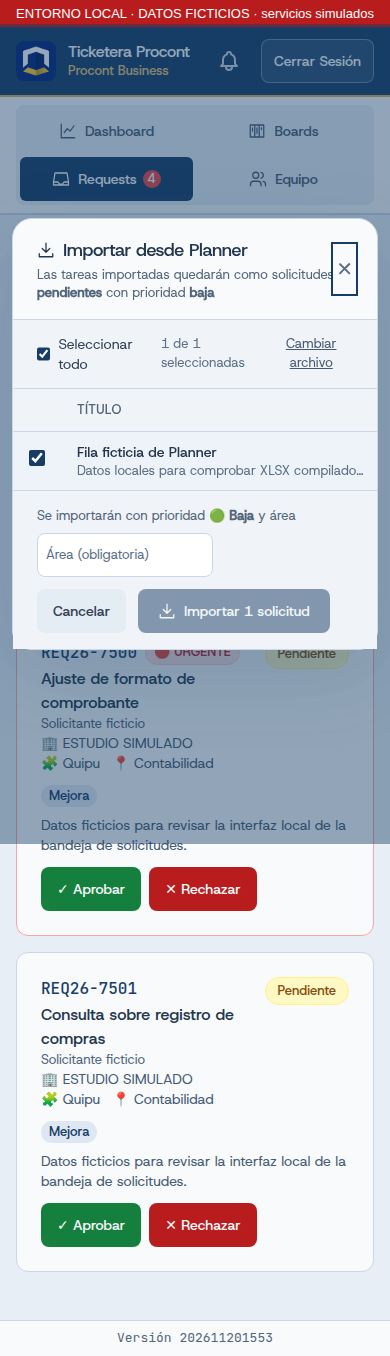 ENTORNO LOCAL · DATOS FICTICIOS · servicios simulados
Ticketera Procont
Procont Business
Cerrar Sesión
Dashboard
Boards
Requests 4
Equipo
Importar desde Planner
Las tareas importadas quedarán como solicitudes
pendientes con prioridad baja
Seleccionar todo
1 de 1 seleccionadas
Cambiar archivo
TÍTULO
Fila ficticia de Planner
Datos locales para comprobar XLSX compilado…
Se importarán con prioridad 🟢 Baja y área
Área (obligatoria)
Cancelar
Importar 1 solicitud
REQ26-7500 🔴 URGENTE
Pendiente
Ajuste de formato de
comprobante
Solicitante ficticio
🏢 ESTUDIO SIMULADO
🧩 Quipu 📍 Contabilidad
Mejora
Datos ficticios para revisar la interfaz local de la
bandeja de solicitudes.
✓ Aprobar
✕ Rechazar
REQ26-7501
Pendiente
Consulta sobre registro de
compras
Solicitante ficticio
🏢 ESTUDIO SIMULADO
🧩 Quipu 📍 Contabilidad
Mejora
Datos ficticios para revisar la interfaz local de la
bandeja de solicitudes.
✓ Aprobar
✕ Rechazar
Versión 202611201553